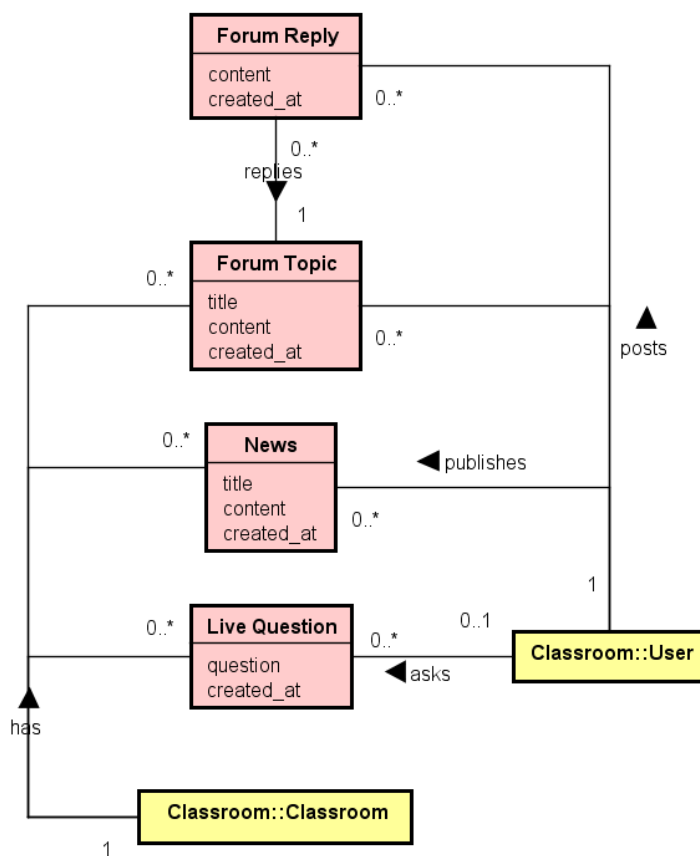 Forum Reply
content
created_at
0..*
0..*
replies
1
Forum Topic
0..*
title
content
created_at
0..*
posts
News
0..*
title
content
created_at
publishes
0..*
1
Live Question
0..*
question
created_at
0..*
0..1
asks
Classroom::User
has
Classroom::Classroom
1